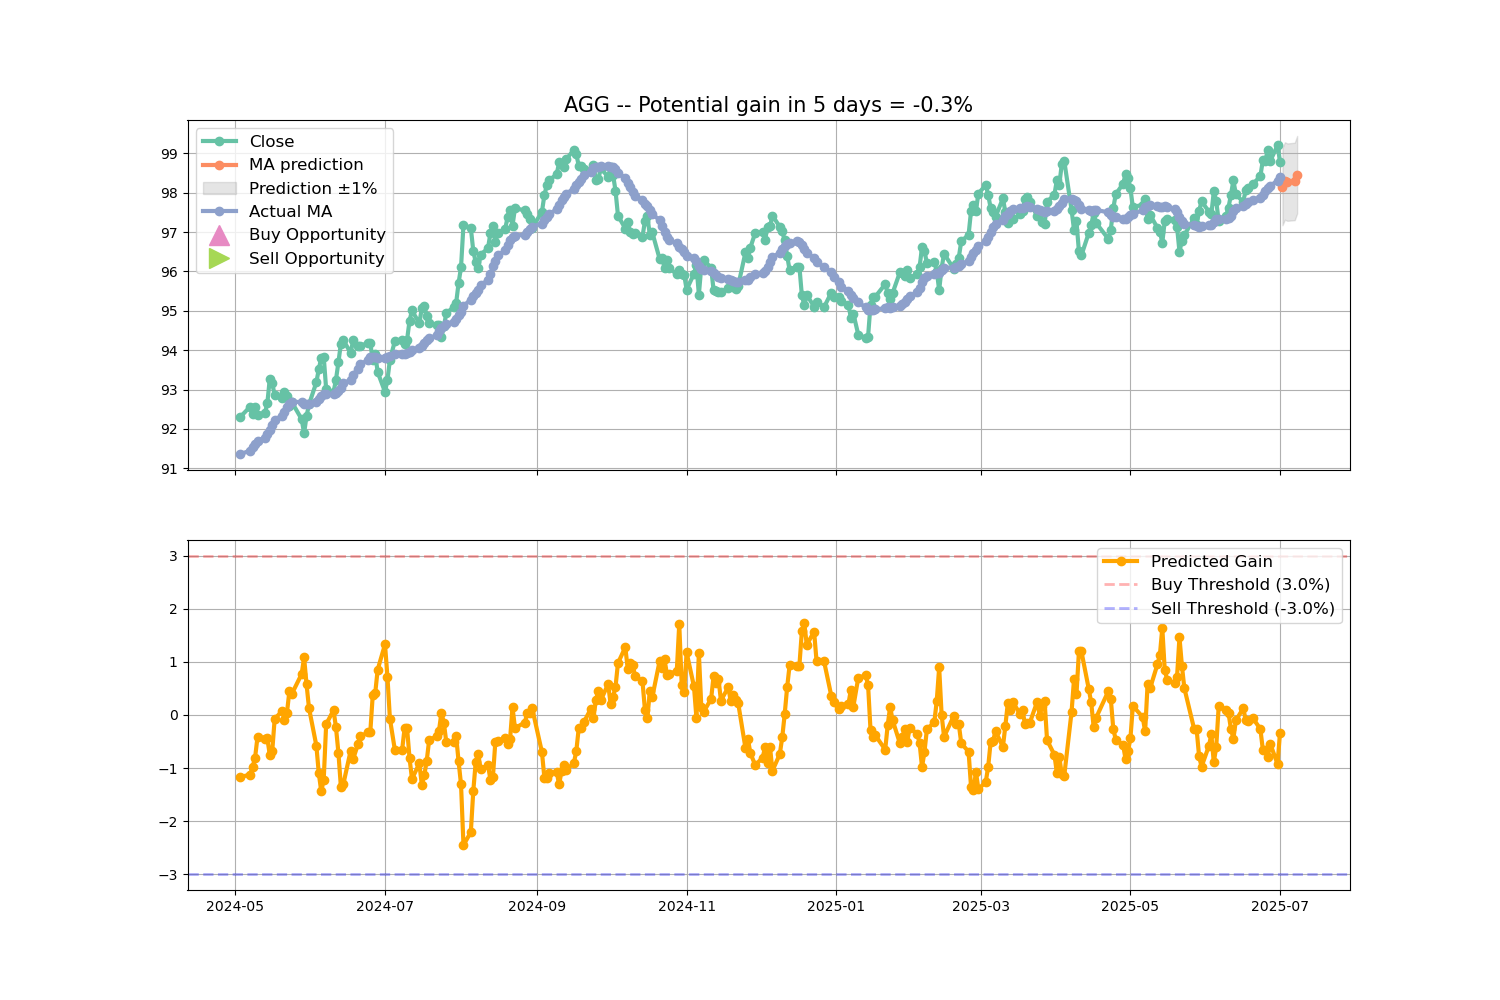 AGG -- Potential gain in 5 days = -0.3%
99
98
97
96
95
94
93
92
91
Close
MA prediction
Prediction ±1%
Actual MA
Buy Opportunity
Sell Opportunity
3
2
1
0
−1
−2
−3
Predicted Gain
Buy Threshold (3.0%)
Sell Threshold (-3.0%)
2024-05 2024-07 2024-09 2024-11 2025-01 2025-03 2025-05 2025-07